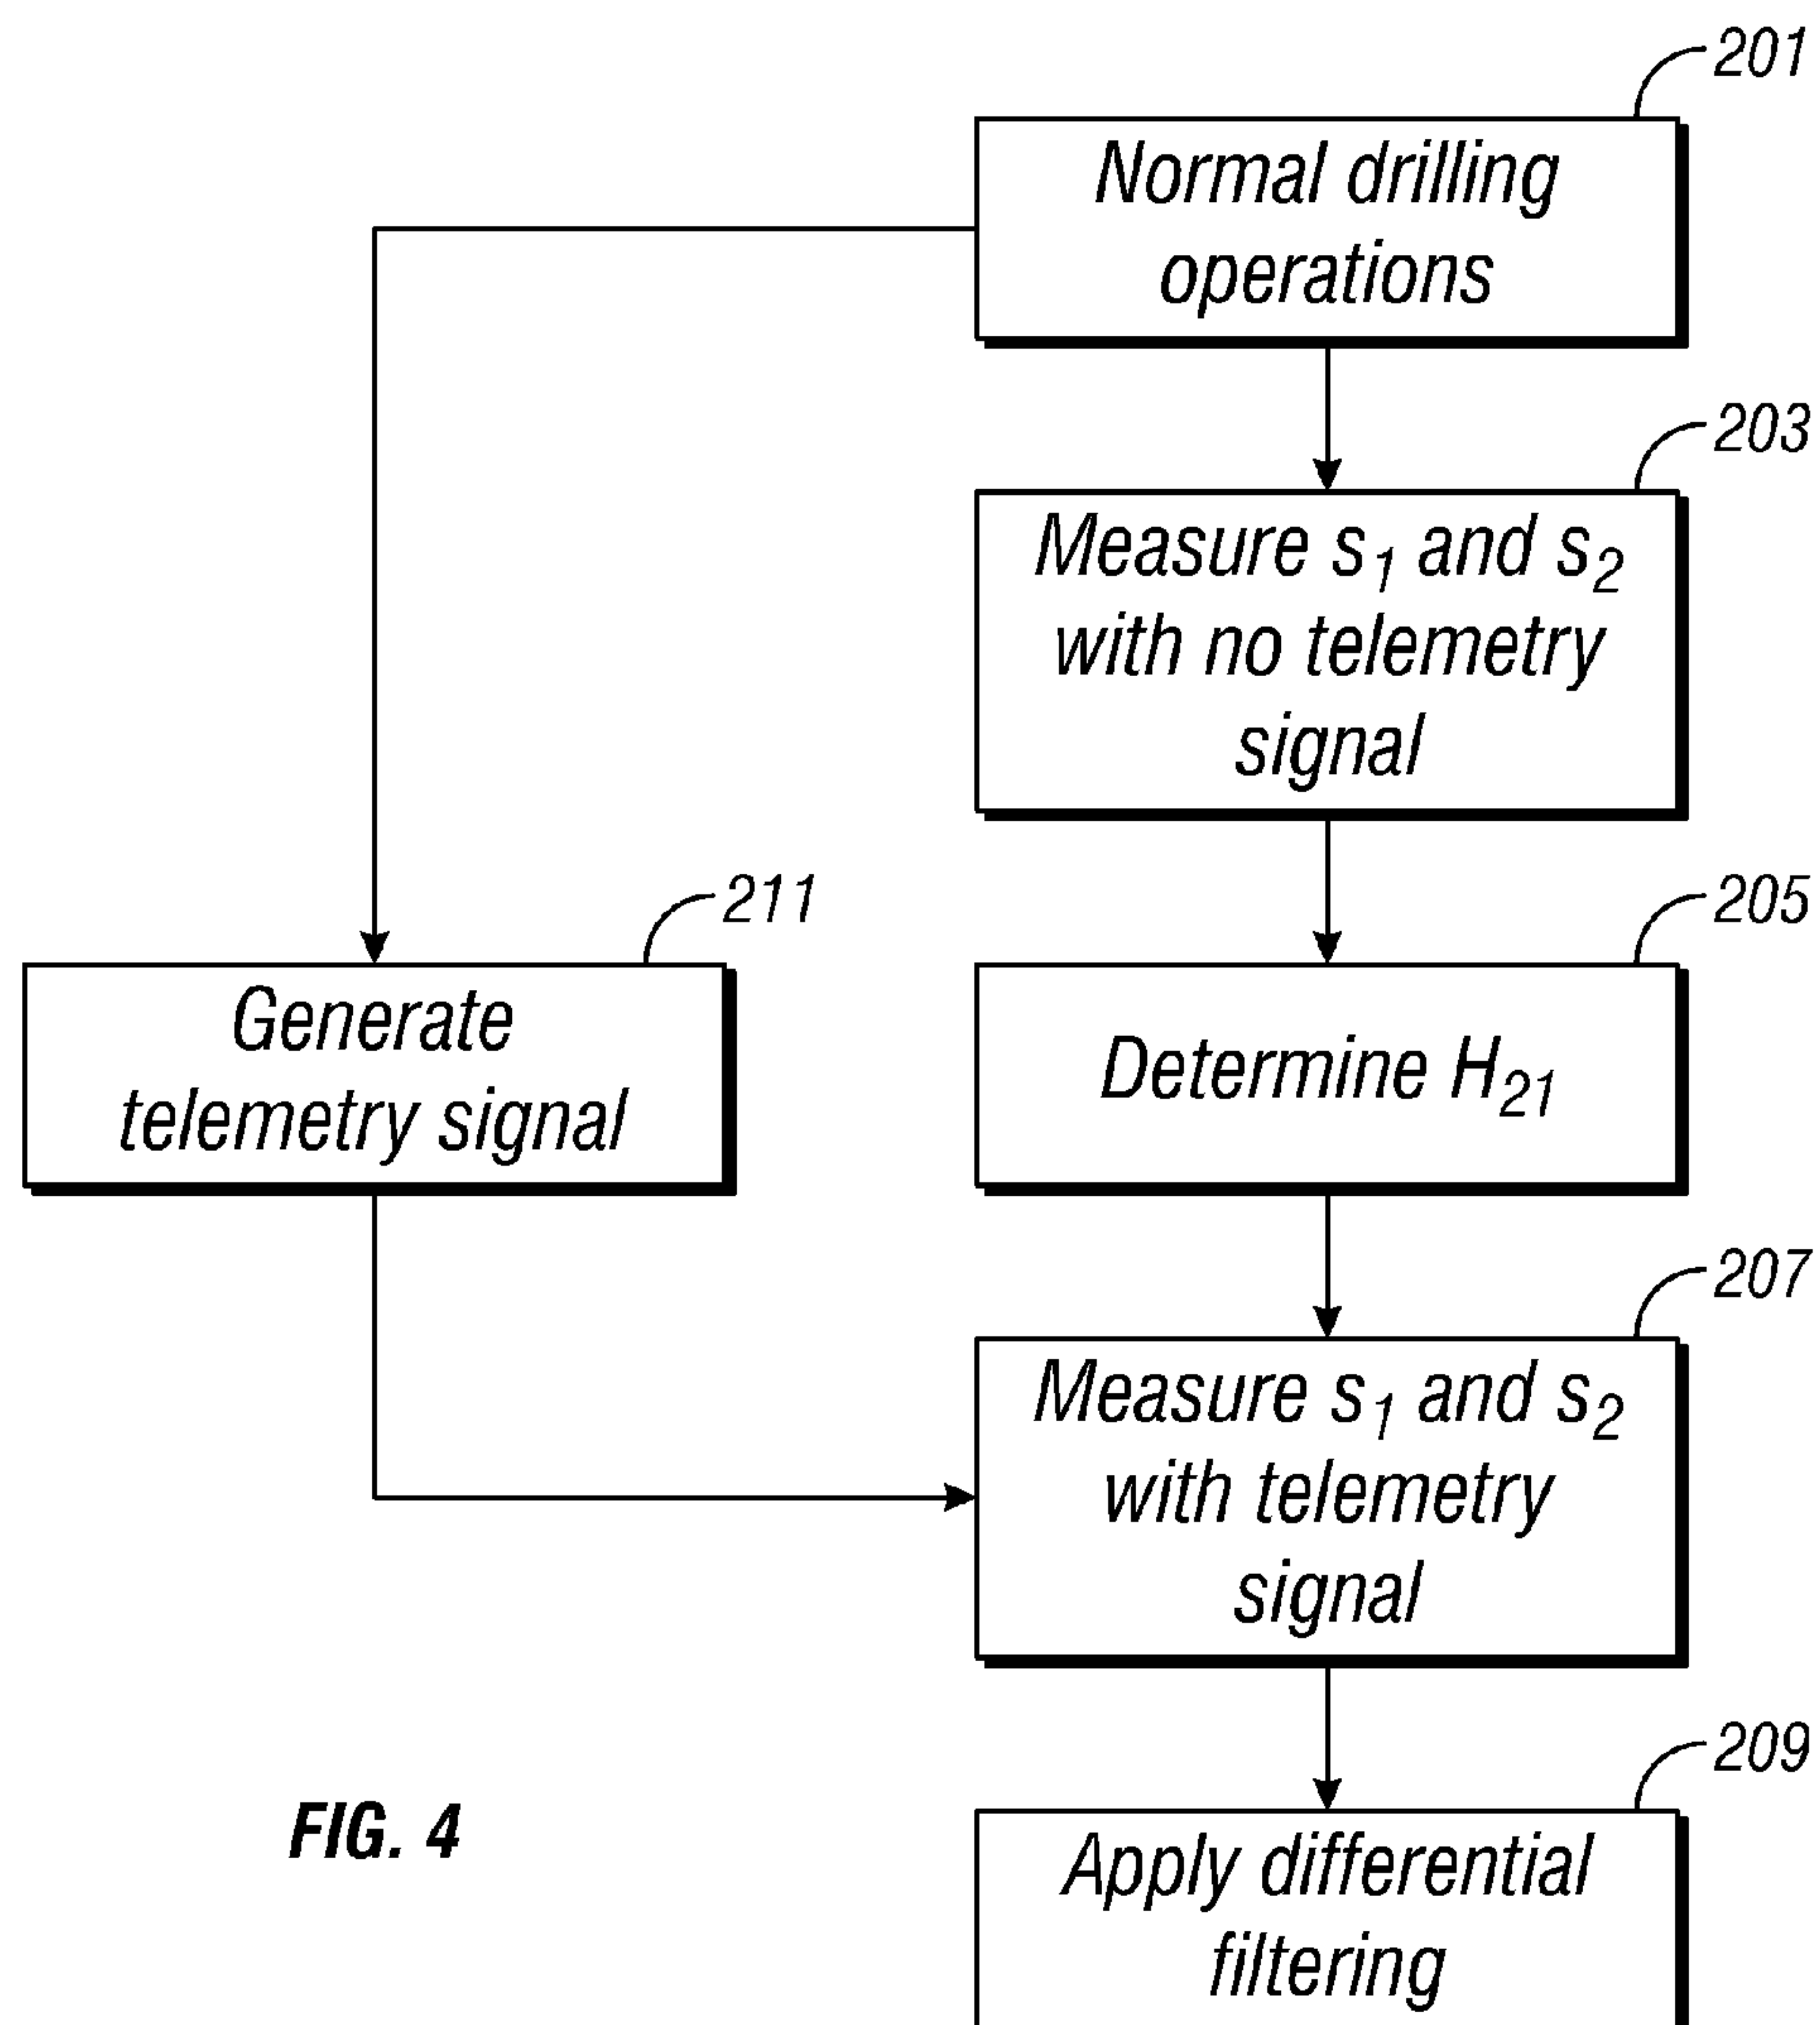 201
Normal drilling
operations
203
Measure s1 and s2
with no telemetry
signal
211
Generate
telemetry signal
205
Determine H21
207
Measure s1 and s2
with telemetry
signal
209
Apply differential
filtering
FIG. 4